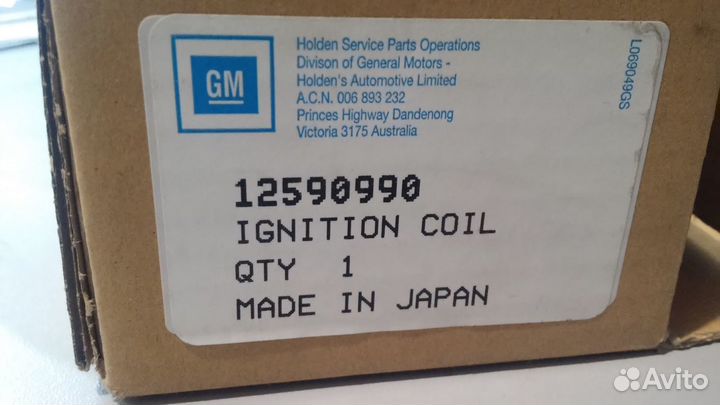 GM
Holden Service Parts Operations
Divison of General Motors -
Holden's Automotive Limited
A.C.N. 006 893 232
Princes Highway Dandenong
Victoria 3175 Australia
L069049GS
12590990
IGNITION COIL
QTY 1
MADE IN JAPAN
Avito